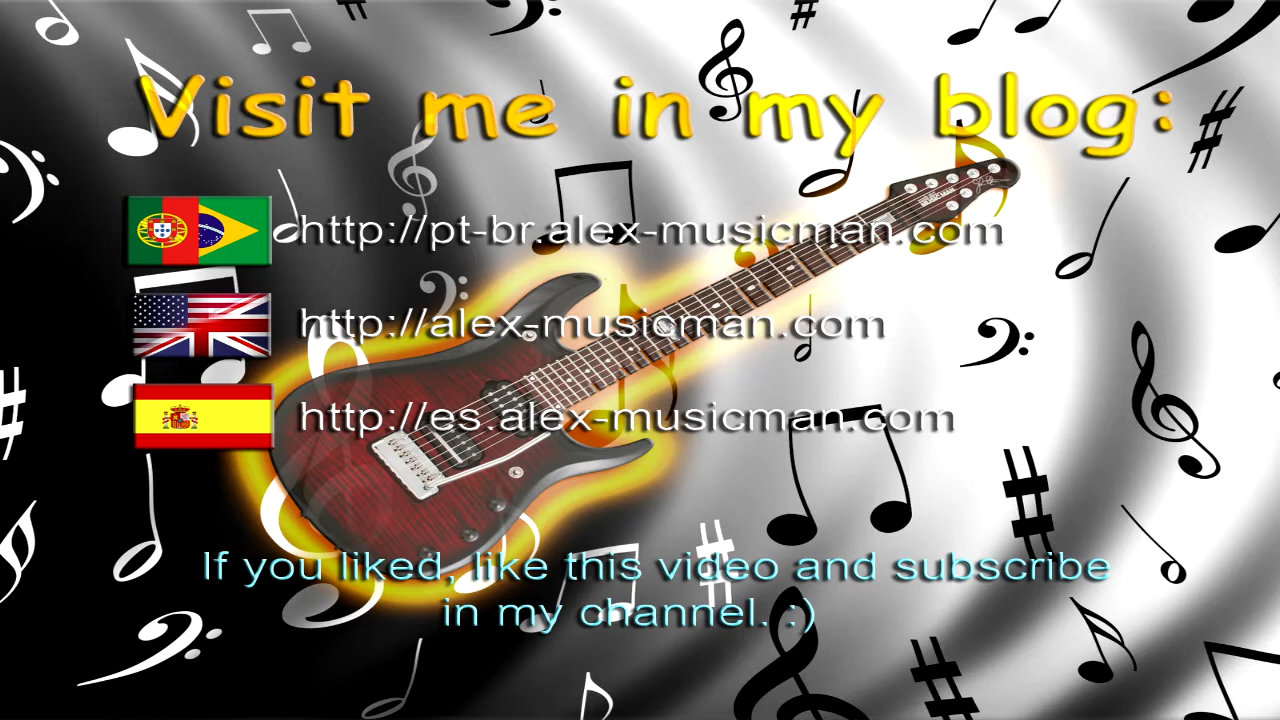 Visit me in my blog:
http://pt-br.alex-musicman.com
http://alex-musicman.com
http://es.alex-musicman.com
If you liked, like this video and subscribe
in my channel. :)